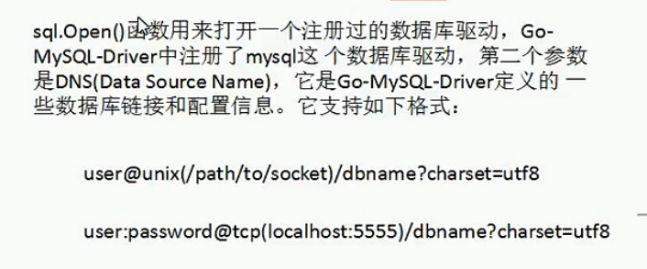 sql.Open()函数用来打开一个注册过的数据库驱动，Go-
MySQL-Driver中注册了mysql这 个数据库驱动，第二个参数
是DNS(Data Source Name)，它是Go-MySQL-Driver定义的 一
些数据库链接和配置信息。它支持如下格式：
user@unix(/path/to/socket)/dbname?charset=utf8
user:password@tcp(localhost:5555)/dbname?charset=utf8